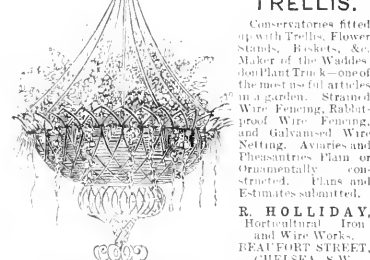 TRELLIS.
Conservatories fitted
up with Trellis, Flower
Stands, Baskets, &c.
Maker of the Waddes
don Plant Truck—one of
the most useful articles
in a garden. Strained
Wire Fencing, Rabbit-
proof Wire Fencing,
and Galvanised Wire
Netting. Aviaries and
Pheasantries Plain or
Ornamentally con-
structed. Plans and
Estimates submitted.
R. HOLLIDAY,
Horticultural Iron
and Wire Works,
BEAUFORT STREET,
CHELSEA, S.W.